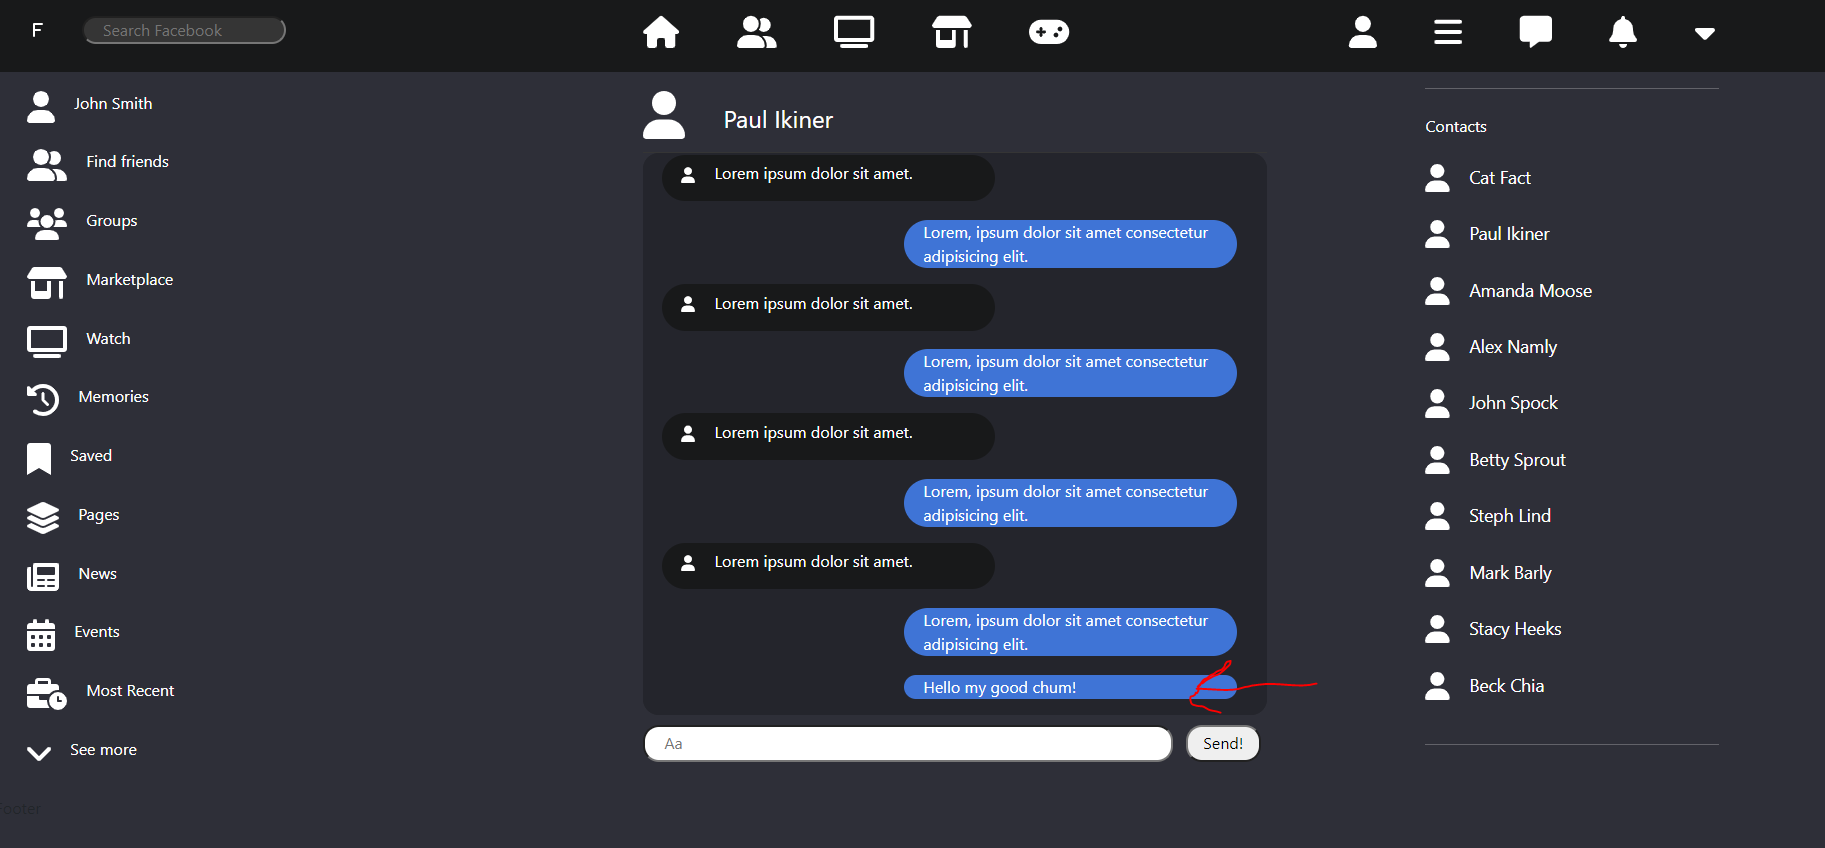 F
Search Facebook
John Smith
Find friends
Groups
Marketplace
Watch
Memories
Saved
Pages
News
Events
Most Recent
See more
Footer
Paul Ikiner
Lorem ipsum dolor sit amet.
Lorem, ipsum dolor sit amet consectetur
adipisicing elit.
Lorem ipsum dolor sit amet.
Lorem, ipsum dolor sit amet consectetur
adipisicing elit.
Lorem ipsum dolor sit amet.
Lorem, ipsum dolor sit amet consectetur
adipisicing elit.
Lorem ipsum dolor sit amet.
Lorem, ipsum dolor sit amet consectetur
adipisicing elit.
Hello my good chum!
Aa
Send!
Contacts
Cat Fact
Paul Ikiner
Amanda Moose
Alex Namly
John Spock
Betty Sprout
Steph Lind
Mark Barly
Stacy Heeks
Beck Chia